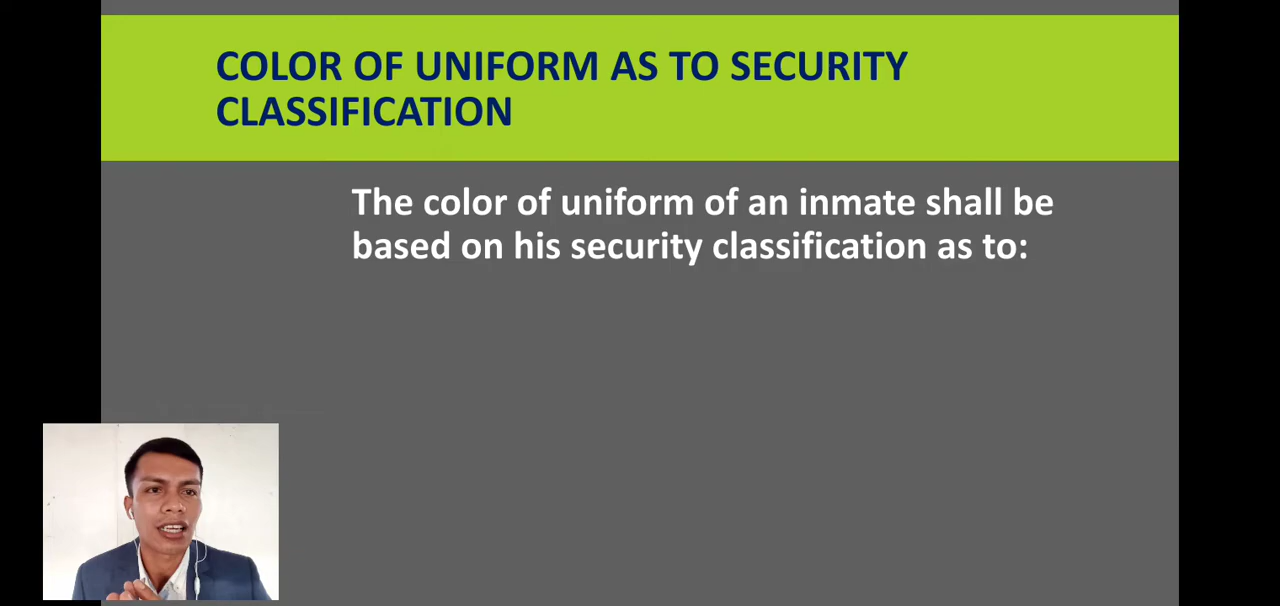 COLOR OF UNIFORM AS TO SECURITY
CLASSIFICATION
The color of uniform of an inmate shall be
based on his security classification as to: